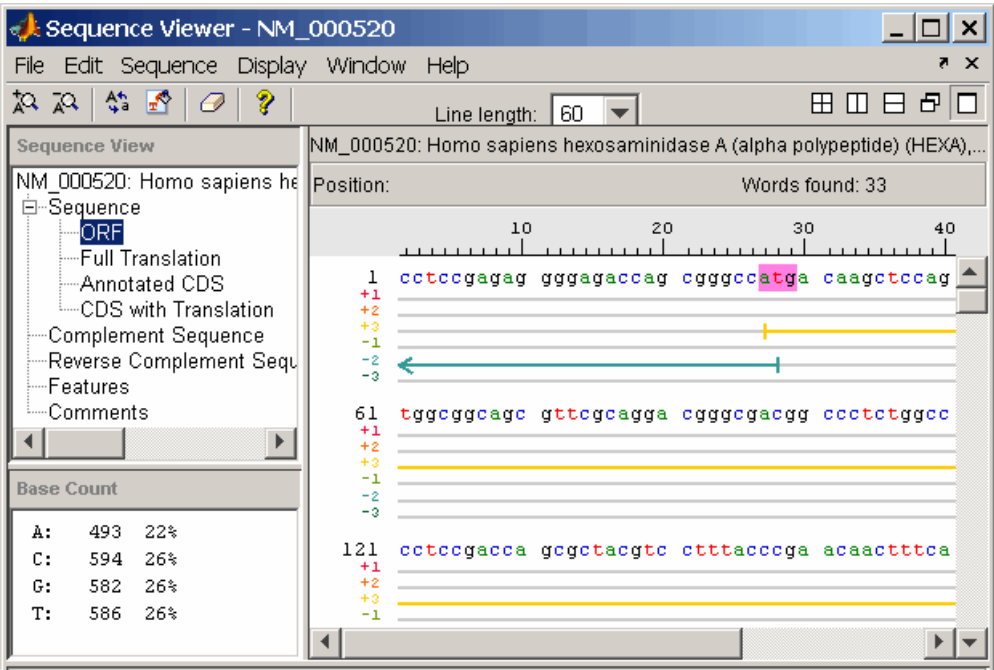 Sequence Viewer - NM_000520
File Edit Sequence Display Window Help
Line length: 60
Sequence View
NM_000520: Homo sapiens he
Sequence
ORF
Full Translation
Annotated CDS
CDS with Translation
Complement Sequence
Reverse Complement Sequ
Features
Comments
Base Count
A: 493 22%
C: 594 26%
G: 582 26%
T: 586 26%
NM_000520: Homo sapiens hexosaminidase A (alpha polypeptide) (HEXA),...
Position: Words found: 33
10 20 30 40
1 cctccgagag gggagaccag cgggccatga caagctccag
+1
+2
+3
-1
-2
-3
61 tggcggcagc gttcgcagga cgggcgacgg ccctctggcc
+1
+2
+3
-1
-2
-3
121 cctccgacca gcgctacgtc ctttacccga acaactttca
+1
+2
+3
-1